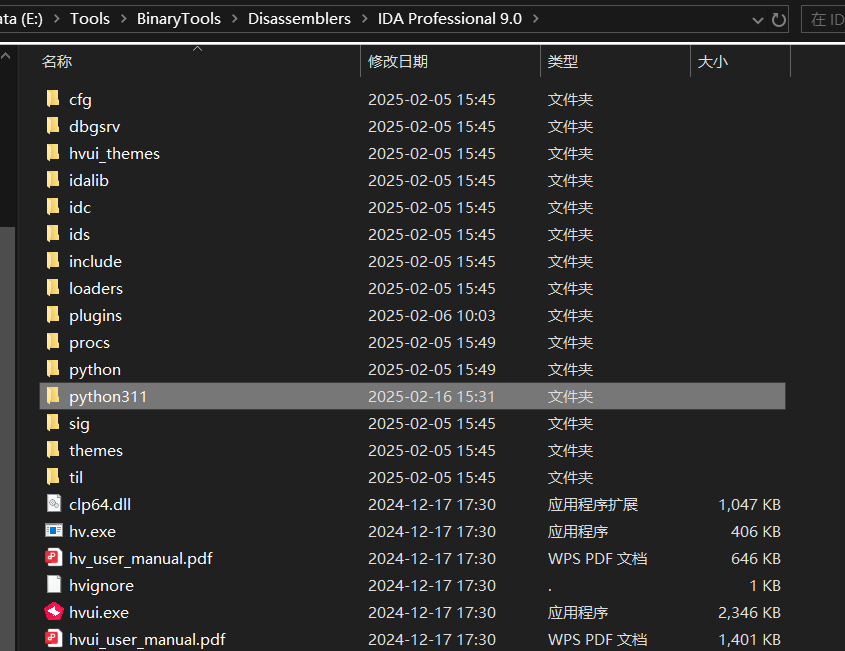 ata (E:) > Tools > BinaryTools > Disassemblers > IDA Professional 9.0 > 在 ID
名称 修改日期 类型 大小
cfg 2025-02-05 15:45 文件夹
dbgsrv 2025-02-05 15:45 文件夹
hvui_themes 2025-02-05 15:45 文件夹
idalib 2025-02-05 15:45 文件夹
idc 2025-02-05 15:45 文件夹
ids 2025-02-05 15:45 文件夹
include 2025-02-05 15:45 文件夹
loaders 2025-02-05 15:45 文件夹
plugins 2025-02-06 10:03 文件夹
procs 2025-02-05 15:49 文件夹
python 2025-02-05 15:49 文件夹
python311 2025-02-16 15:31 文件夹
sig 2025-02-05 15:45 文件夹
themes 2025-02-05 15:45 文件夹
til 2025-02-05 15:45 文件夹
clp64.dll 2024-12-17 17:30 应用程序扩展 1,047 KB
hv.exe 2024-12-17 17:30 应用程序 406 KB
hv_user_manual.pdf 2024-12-17 17:30 WPS PDF 文档 646 KB
hvignore 2024-12-17 17:30 . 1 KB
hvui.exe 2024-12-17 17:30 应用程序 2,346 KB
hvui_user_manual.pdf 2024-12-17 17:30 WPS PDF 文档 1,401 KB